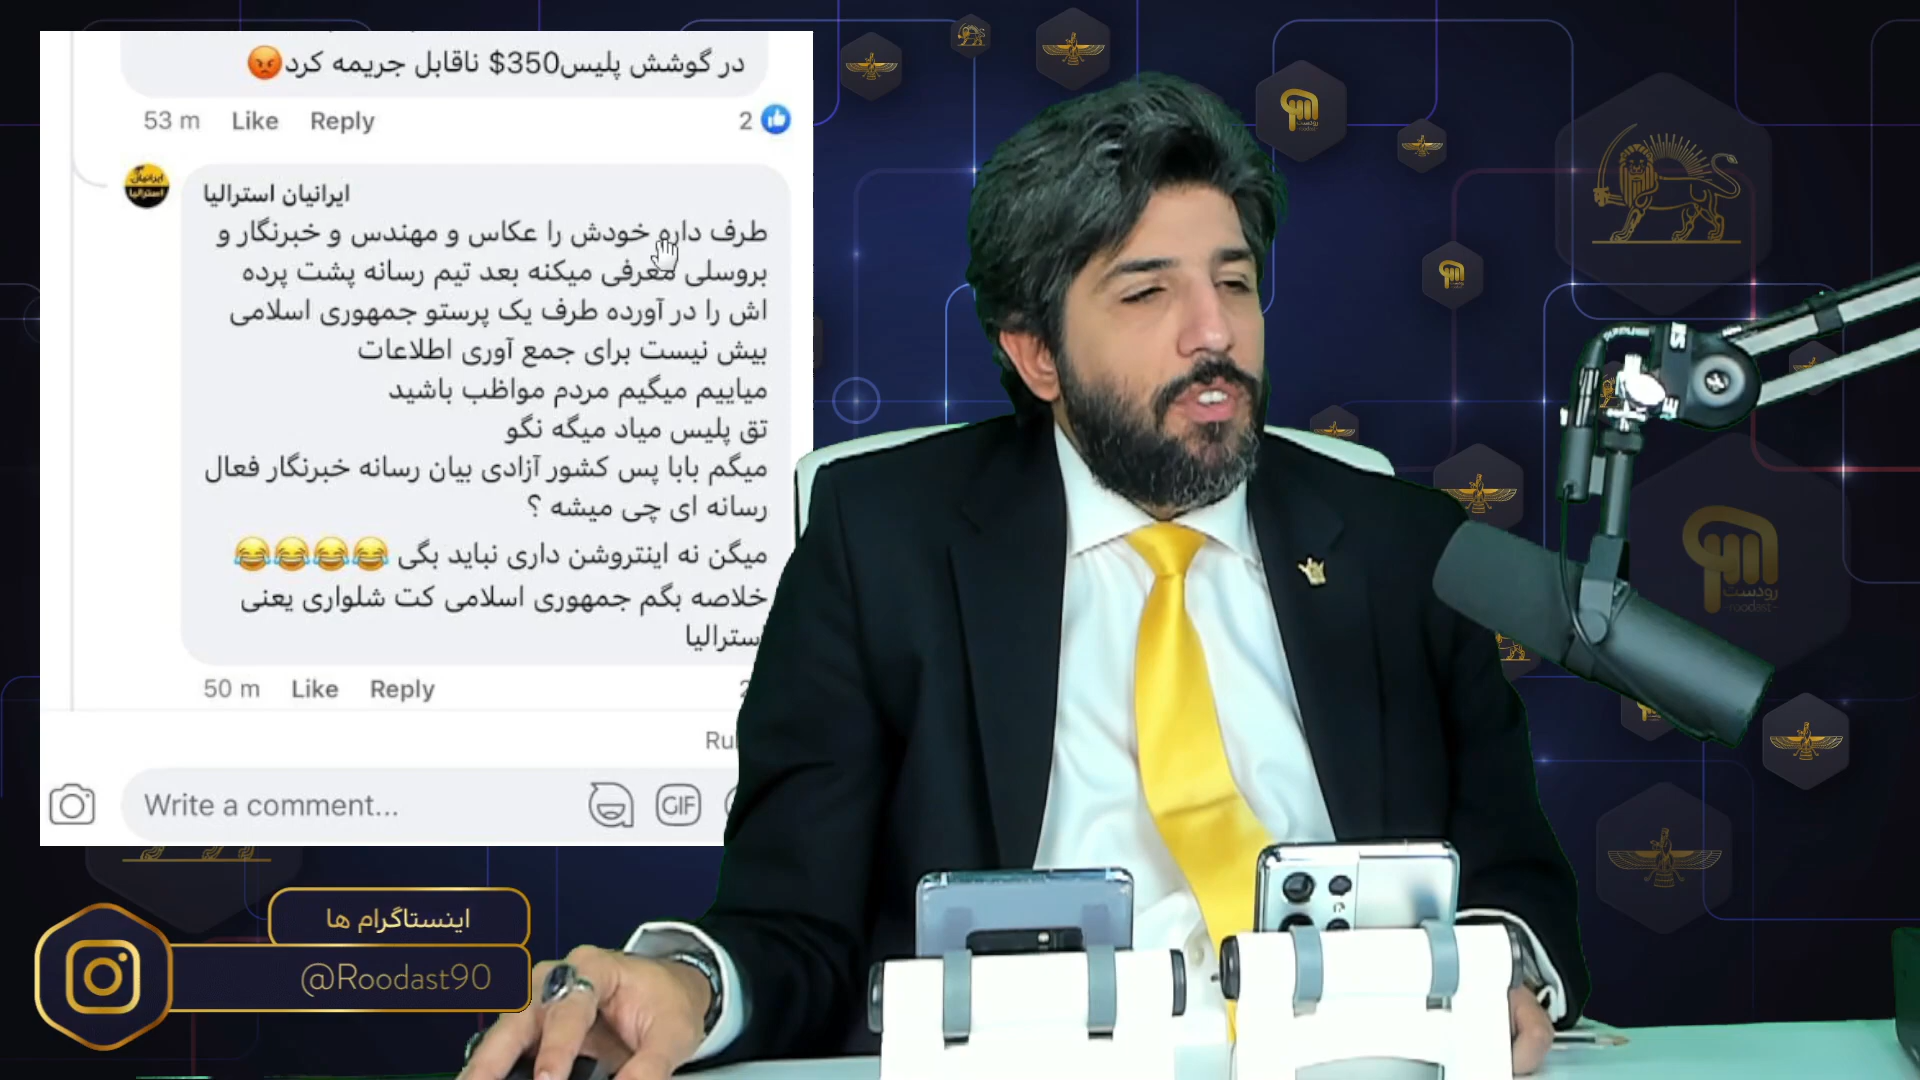 در گوشش پلیس350$ ناقابل جریمه کرد😡
53 m Like Reply 2
ایرانیان استرالیا
طرف داره خودش را عکاس و مهندس و خبرنگار و
بروسلی معرفی میکنه بعد تیم رسانه پشت پرده
اش را در آورده طرف یک پرستو جمهوری اسلامی
بیش نیست برای جمع آوری اطلاعات
میاییم میگیم مردم مواظب باشید
تق پلیس میاد میگه نگو
میگم بابا پس کشور آزادی بیان رسانه خبرنگار فعال
رسانه ای چی میشه ؟
میگن نه اینتروشن داری نباید بگی 😂😂😂😂
خلاصه بگم جمهوری اسلامی کت شلواری یعنی
استرالیا
50 m Like Reply
Write a comment...
GIF
اینستاگرام ها
@Roodast90
رودست
-roodast-